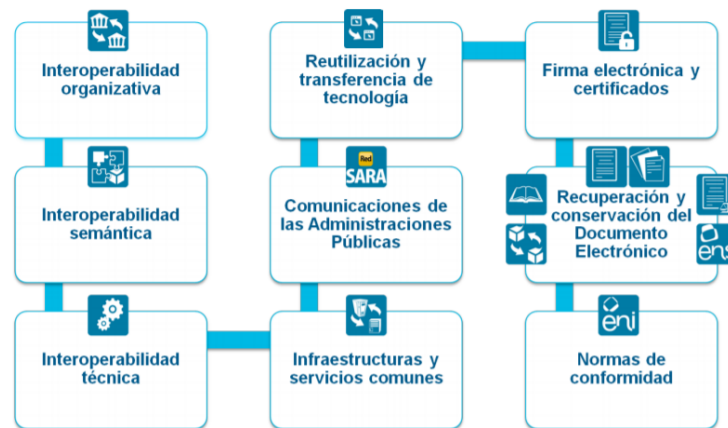 Interoperabilidad
organizativa
Interoperabilidad
semántica
Interoperabilidad
técnica
Infraestructuras y
servicios comunes
Red
SARA
Comunicaciones de
las Administraciones
Públicas
Reutilización y
transferencia de
tecnología
Firma electrónica y
certificados
ens
Recuperación y
conservación del
Documento
Electrónico
eni
Normas de
conformidad